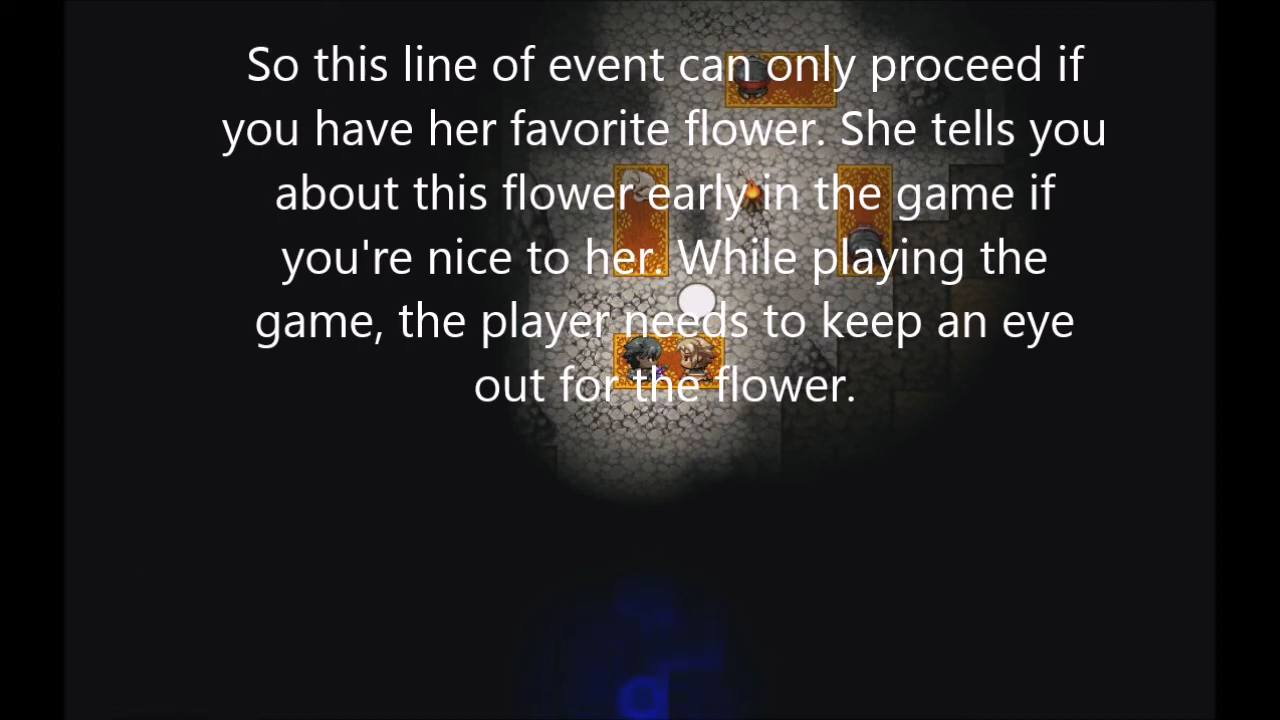 So this line of event can only proceed if
you have her favorite flower. She tells you
about this flower early in the game if
you're nice to her. While playing the
game, the player needs to keep an eye
out for the flower.